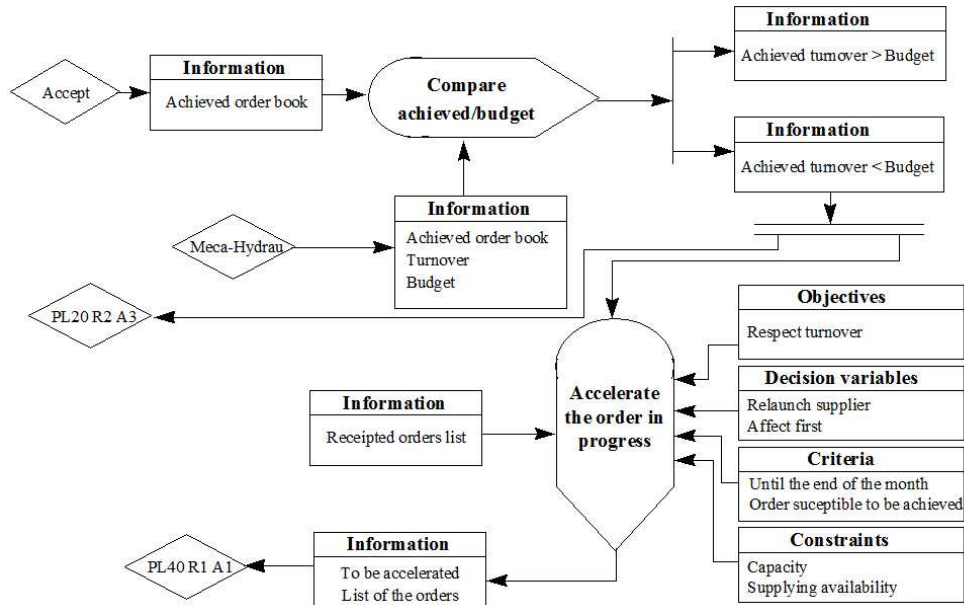 Information
Achieved turnover > Budget
Accept
Information
Achieved order book
Compare
achieved/budget
Information
Achieved turnover < Budget
Meca-Hydrau
Information
Achieved order book
Turnover
Budget
PL20 R2 A3
Objectives
Respect turnover
Accelerate
the order in
progress
Decision variables
Relaunch supplier
Affect first
Information
Receipted orders list
Criteria
Until the end of the month
Order suceptible to be achieved
Constraints
Capacity
Supplying availability
PL40 R1 A1
Information
To be accelerated
List of the orders